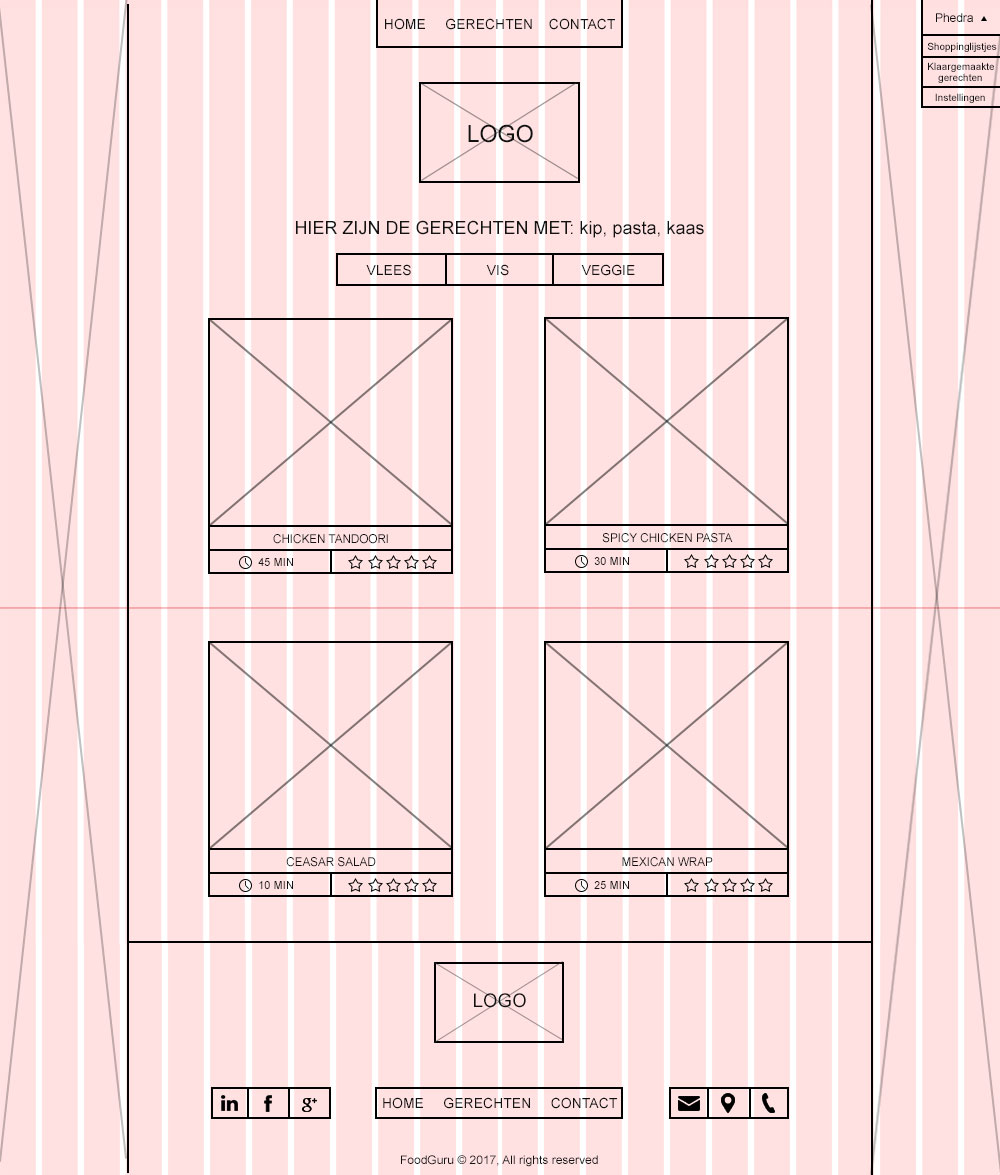 HOME GERECHTEN CONTACT
Phedra ▲
Shoppinglijstjes
Klaargemaakte
gerechten
Instellingen
LOGO
HIER ZIJN DE GERECHTEN MET: kip, pasta, kaas
VLEES VIS VEGGIE
CHICKEN TANDOORI
45 MIN
SPICY CHICKEN PASTA
30 MIN
CEASAR SALAD
10 MIN
MEXICAN WRAP
25 MIN
LOGO
in f g+
HOME GERECHTEN CONTACT
FoodGuru © 2017, All rights reserved